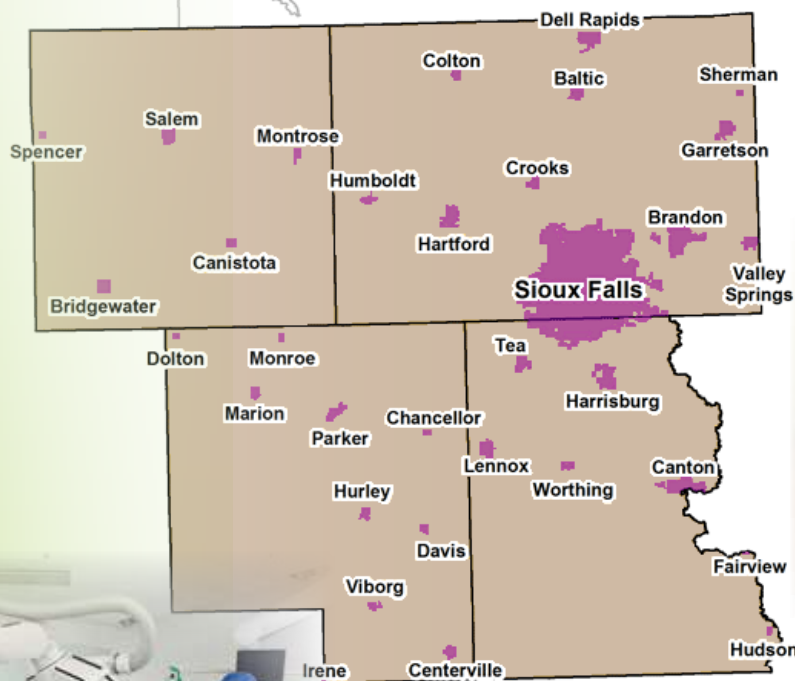 Dell Rapids
Colton
Baltic
Sherman
Salem
Montrose
Spencer
Garretson
Crooks
Humboldt
Brandon
Hartford
Canistota
Valley
Springs
Sioux Falls
Bridgewater
Tea
Dolton
Monroe
Harrisburg
Marion
Chancellor
Parker
Lennox
Canton
Worthing
Hurley
Davis
Fairview
Viborg
Hudson
Irene
Centerville